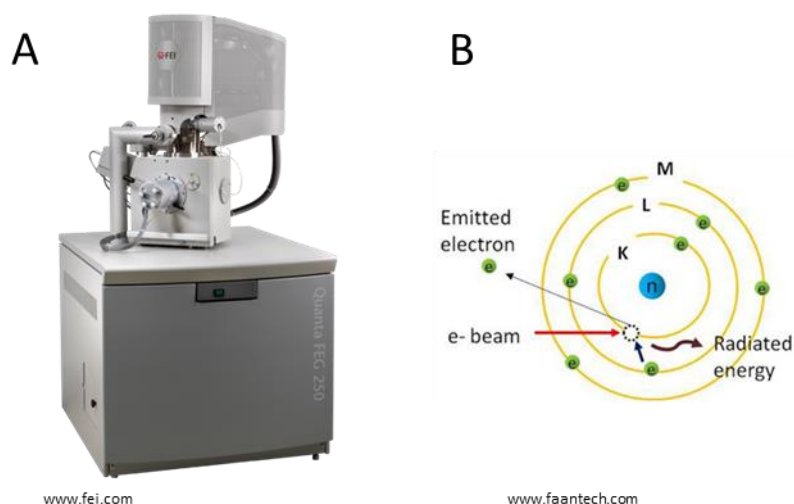 A
B
FEI
Quanta FEG 250
M
L
K
e
e
e
e
e
e
e
e
n
Emitted
electron
e- beam
Radiated
energy
www.fei.com
www.faantech.com